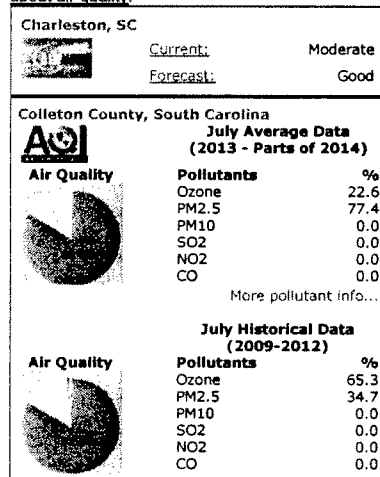 about air quality.
Charleston, SC
Current: Moderate
Forecast: Good
Colleton County, South Carolina
AQI
July Average Data
(2013 - Parts of 2014)
Air Quality
Pollutants %
Ozone 22.6
PM2.5 77.4
PM10 0.0
SO2 0.0
NO2 0.0
CO 0.0
More pollutant info...
July Historical Data
(2009-2012)
Air Quality
Pollutants %
Ozone 65.3
PM2.5 34.7
PM10 0.0
SO2 0.0
NO2 0.0
CO 0.0